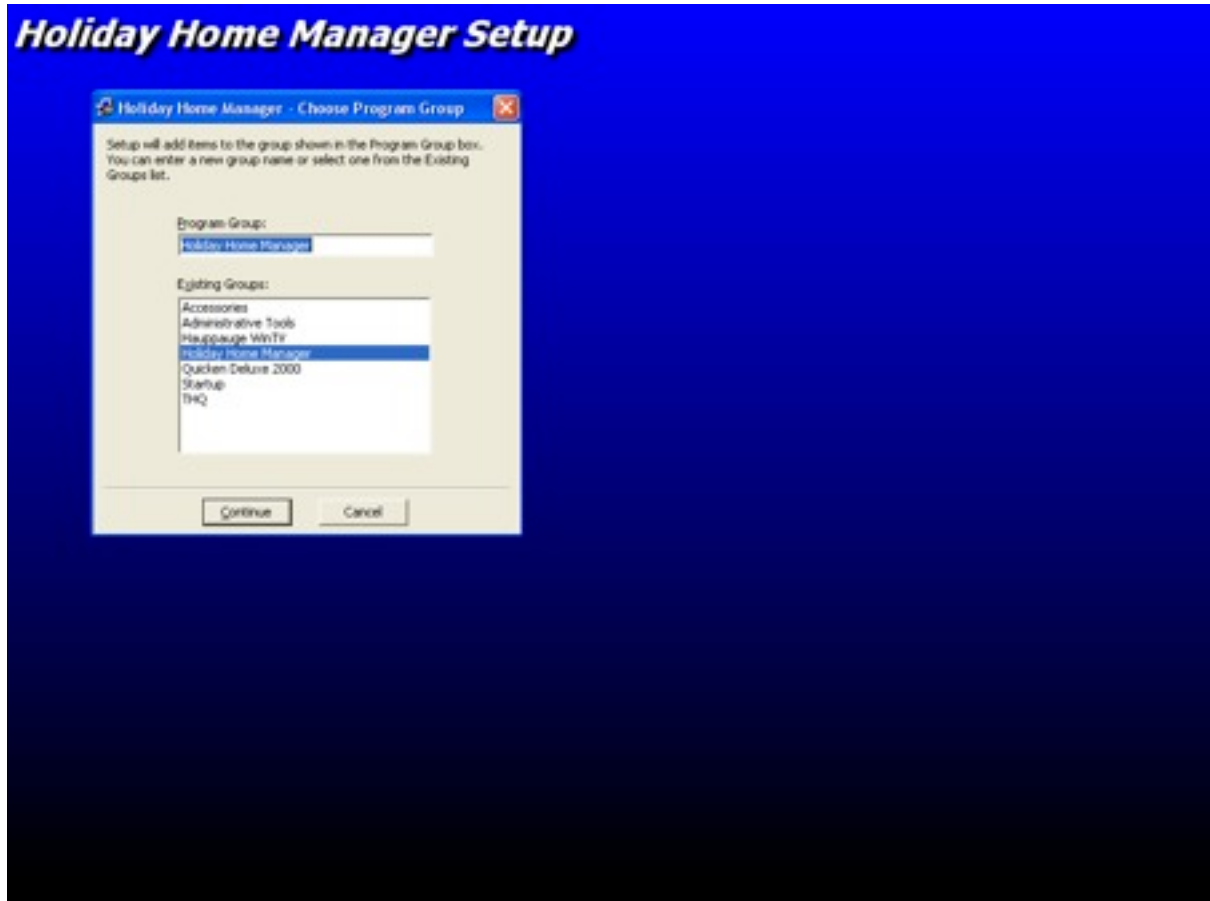 Holiday Home Manager Setup
Holiday Home Manager - Choose Program Group
Setup will add items to the group shown in the Program Group box.
You can enter a new group name or select one from the Existing
Groups list.
Program Group:
Holiday Home Manager
Existing Groups:
Accessories
Administrative Tools
Hauppauge WinTV
Holiday Home Manager
Quicken Deluxe 2000
Startup
THQ
Continue
Cancel